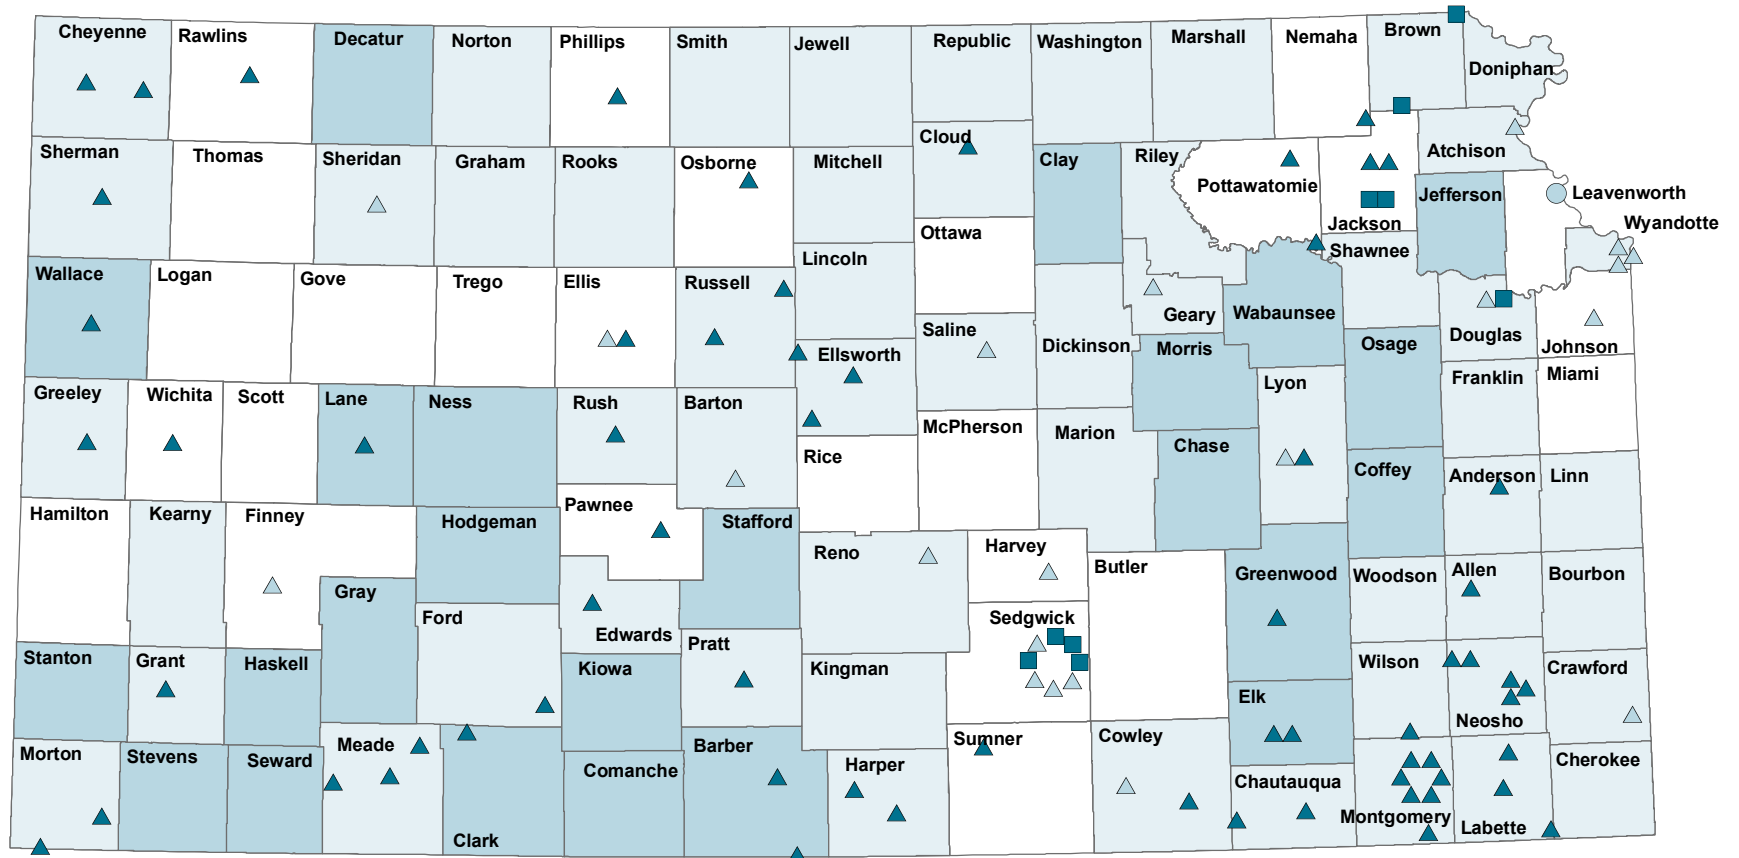 Cheyenne
Rawlins
Decatur
Norton
Phillips
Smith
Jewell
Republic
Washington
Marshall
Nemaha
Brown
Doniphan
Sherman
Thomas
Sheridan
Graham
Rooks
Osborne
Mitchell
Cloud
Clay
Riley
Pottawatomie
Jackson
Atchison
Jefferson
Leavenworth
Wyandotte
Wallace
Logan
Gove
Trego
Ellis
Russell
Lincoln
Ottawa
Saline
Dickinson
Geary
Wabaunsee
Shawnee
Douglas
Johnson
Greeley
Wichita
Scott
Lane
Ness
Rush
Barton
Ellsworth
Rice
McPherson
Marion
Morris
Chase
Lyon
Osage
Franklin
Miami
Hamilton
Kearny
Finney
Hodgeman
Pawnee
Stafford
Reno
Harvey
Butler
Greenwood
Coffey
Anderson
Linn
Woodson
Allen
Bourbon
Stanton
Grant
Haskell
Gray
Ford
Edwards
Kiowa
Pratt
Kingman
Sedgwick
Elk
Wilson
Neosho
Crawford
Morton
Stevens
Seward
Meade
Clark
Comanche
Barber
Harper
Sumner
Cowley
Chautauqua
Montgomery
Labette
Cherokee